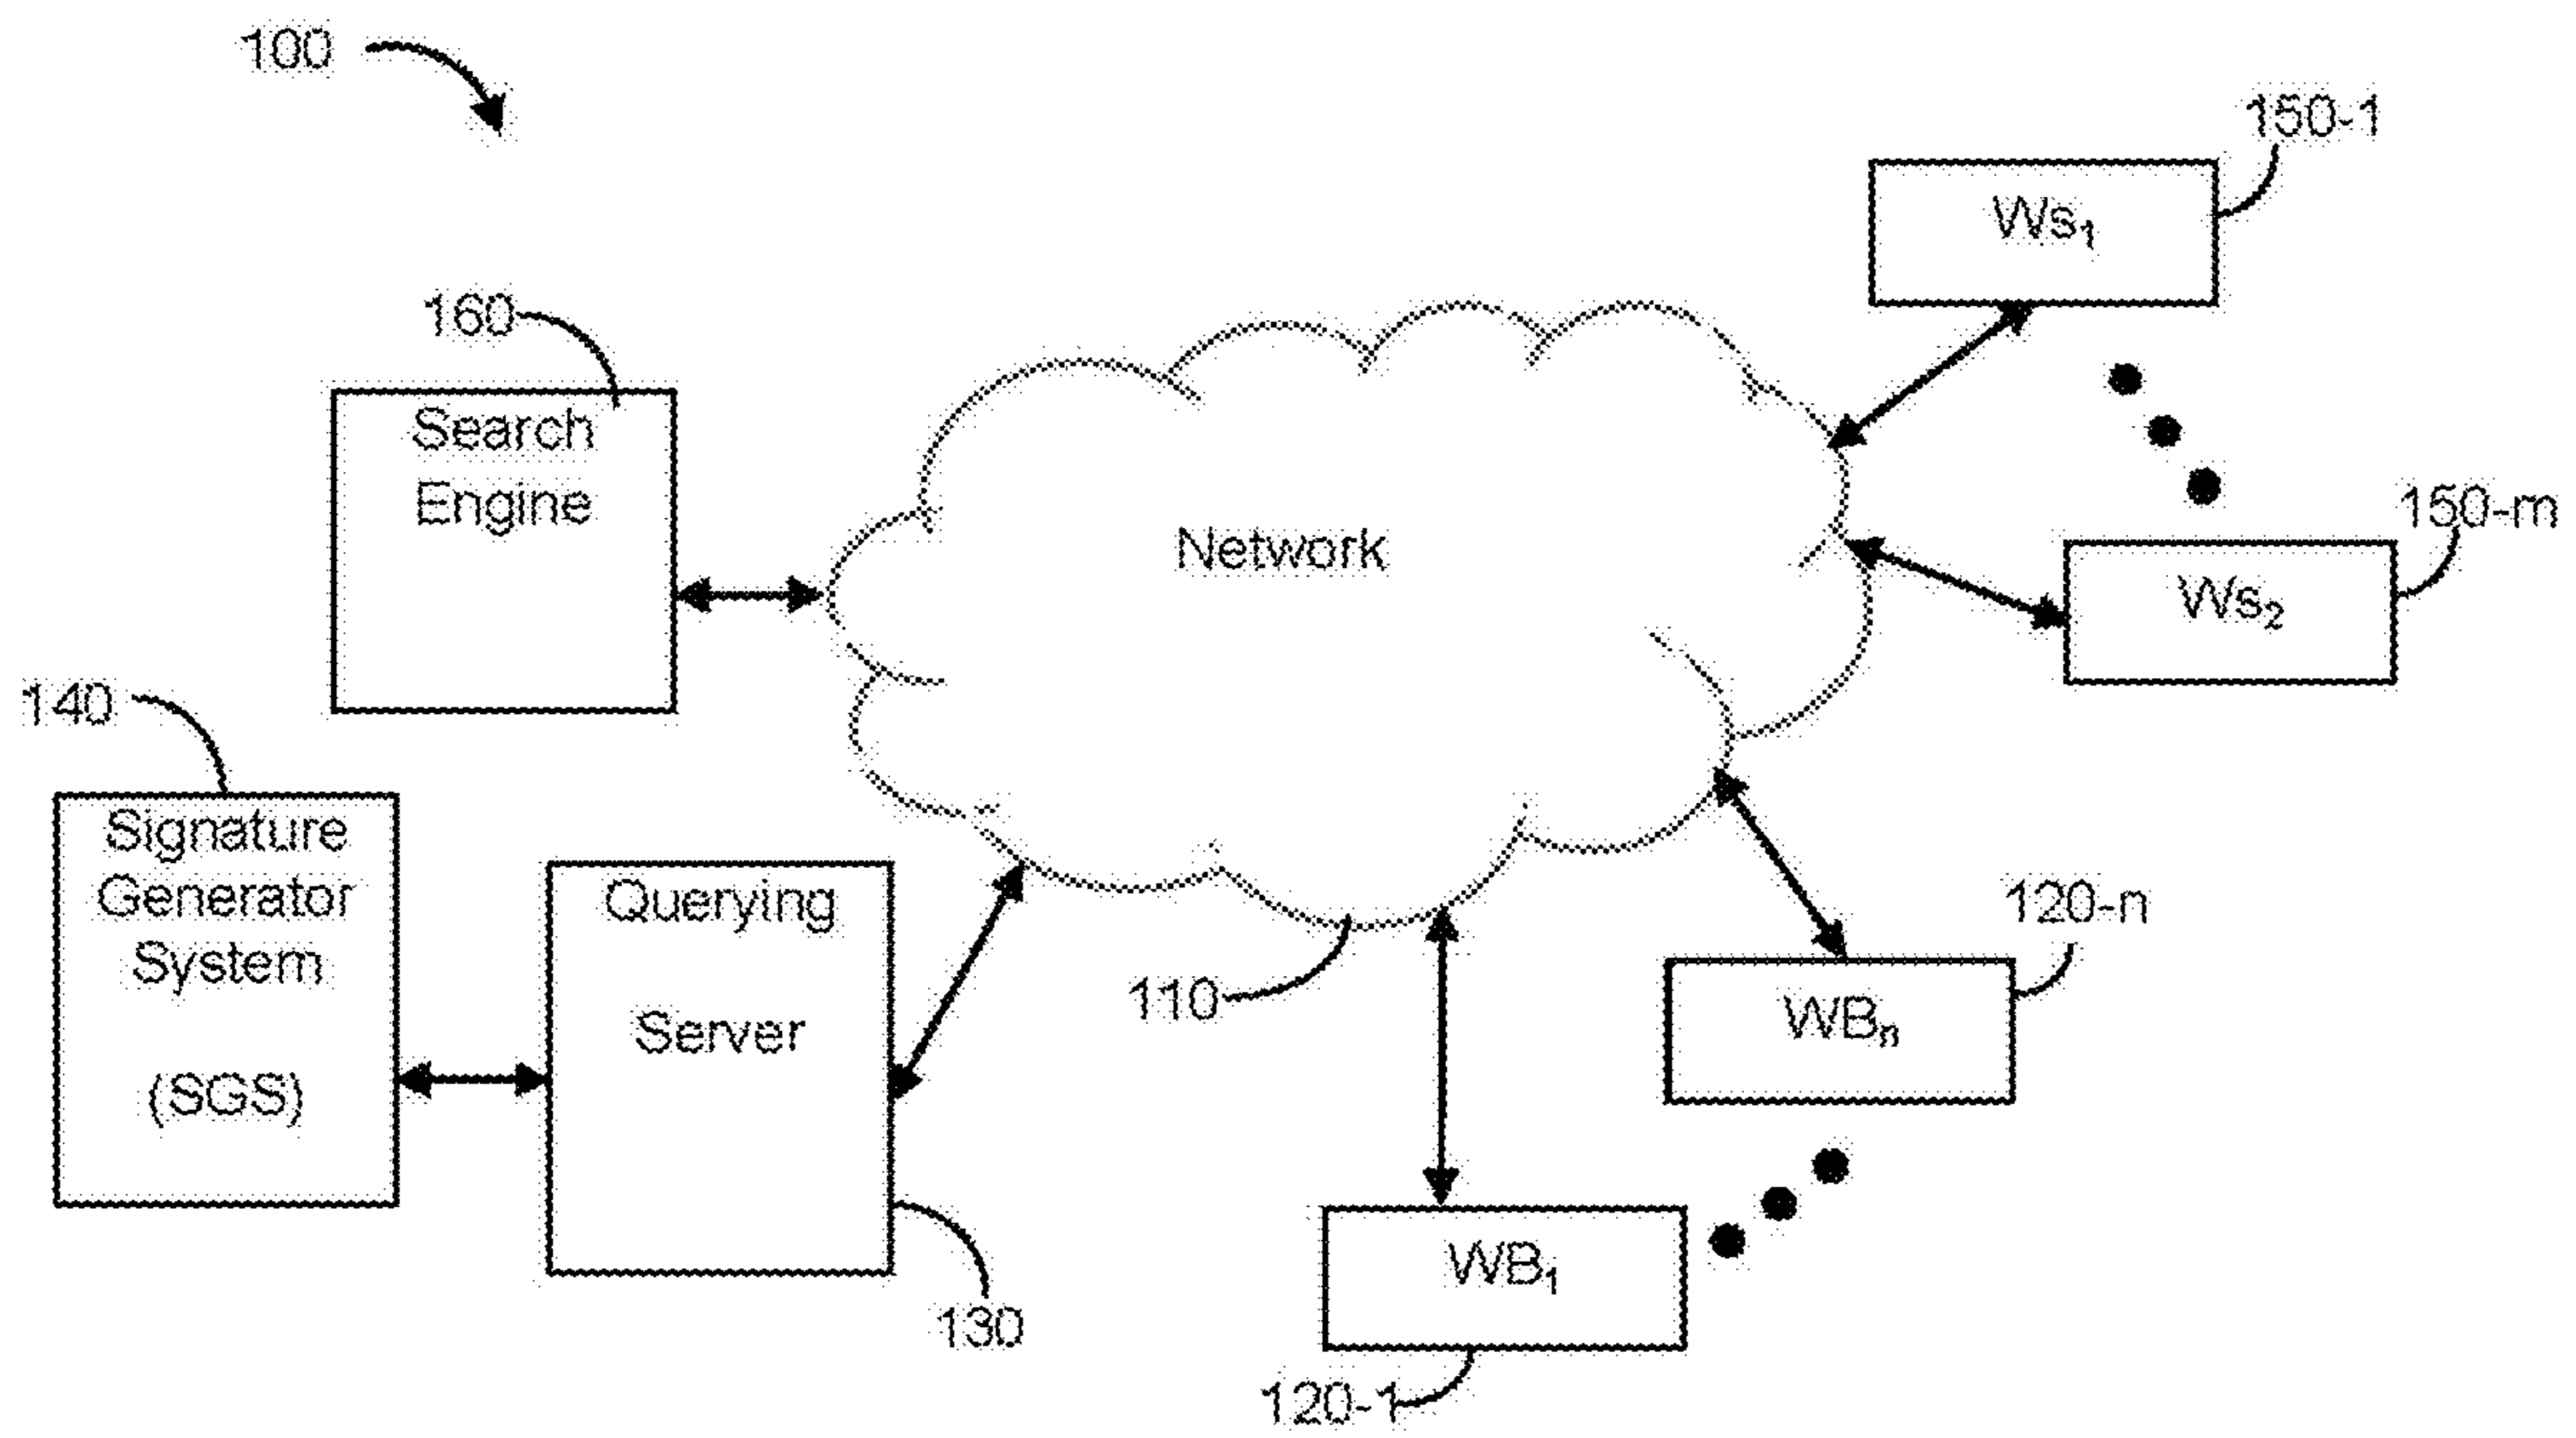 100
150-1
Ws₁
160
Search
Engine
Network
150-m
Ws₂
140
Signature
Generator
System
(SGS)
Querying
Server
120-n
WBₙ
110
WB₁
130
120-1